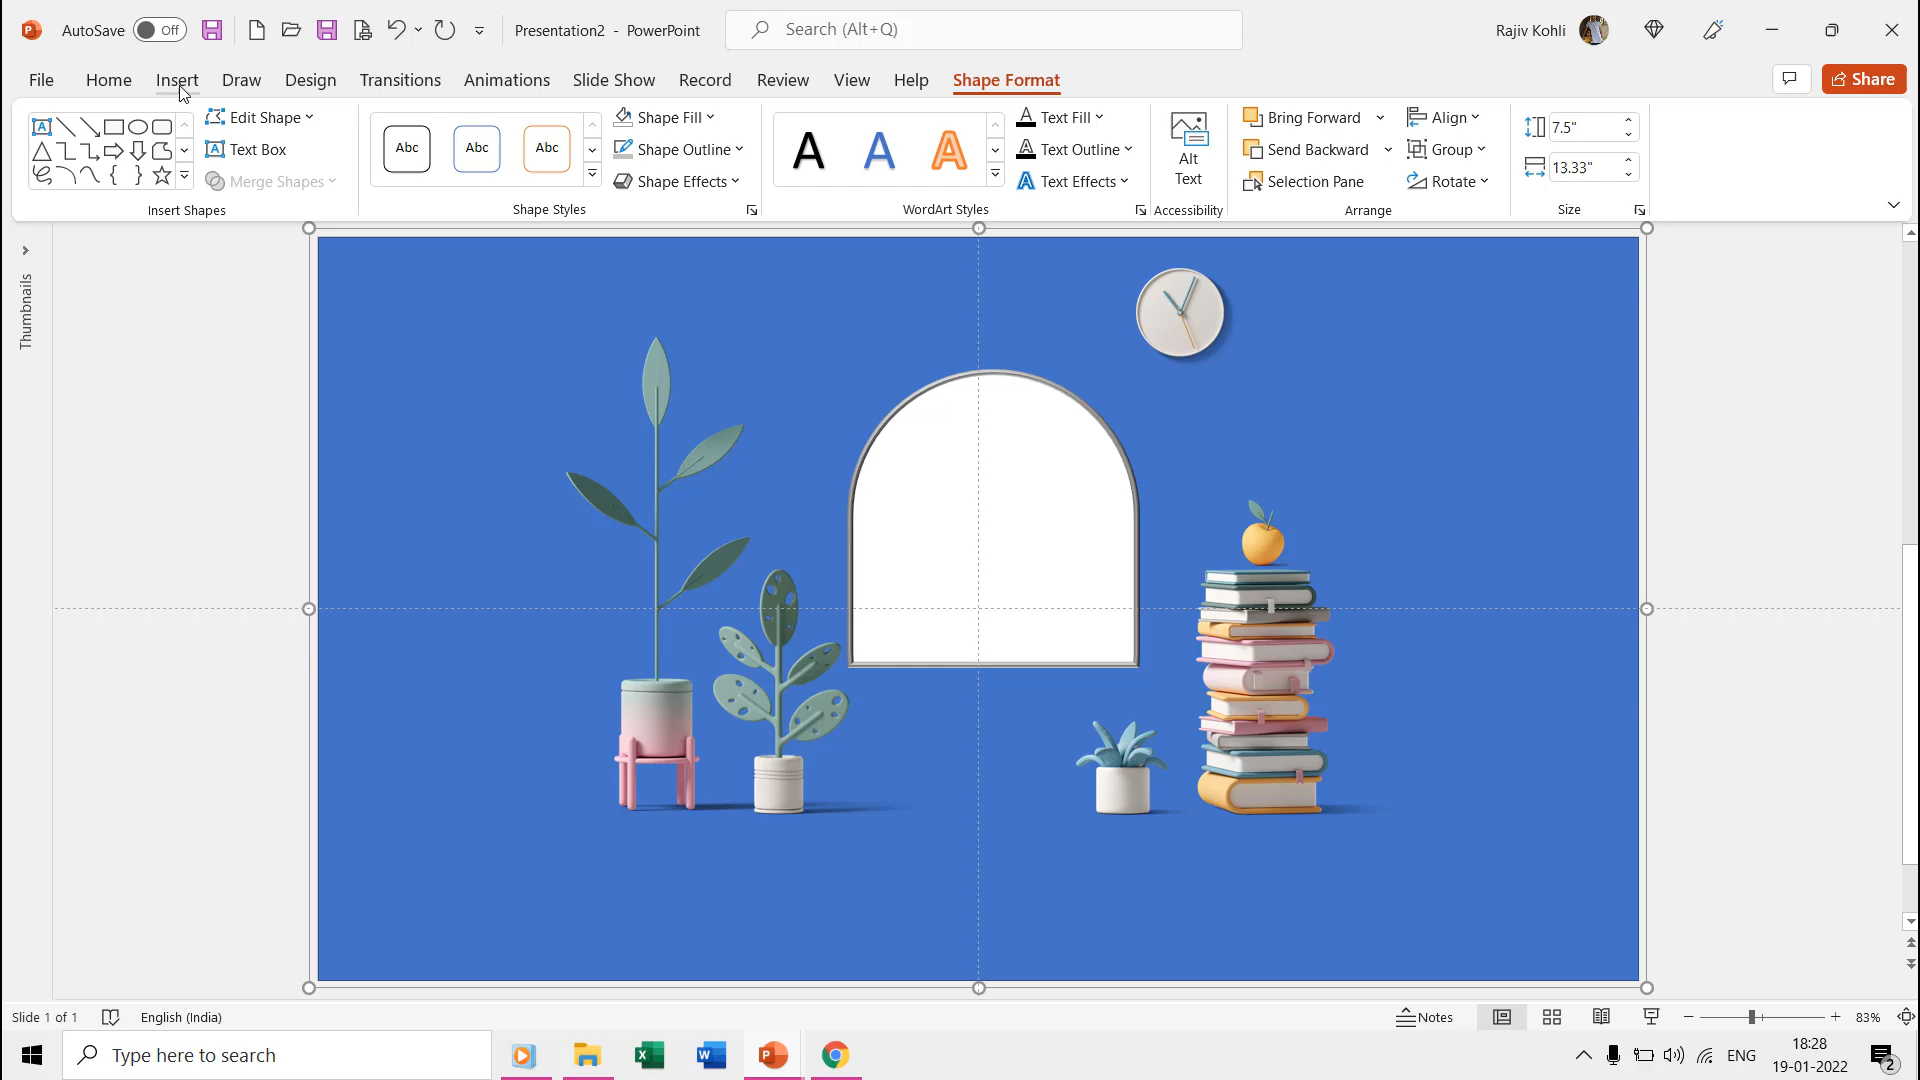 AutoSave Off Presentation2 - PowerPoint Search (Alt+Q) Rajiv Kohli
File Home Insert Draw Design Transitions Animations Slide Show Record Review View Help Shape Format Share
Edit Shape Abc Abc Abc Shape Fill A A A Text Fill Alt Text Bring Forward Align 7.5"
Text Box Shape Outline Text Outline Send Backward Group
Merge Shapes Shape Effects Text Effects Selection Pane Rotate 13.33"
Insert Shapes Shape Styles WordArt Styles Accessibility Arrange Size
Thumbnails
Slide 1 of 1 English (India) Notes 83%
Type here to search ENG 18:28
19-01-2022 2